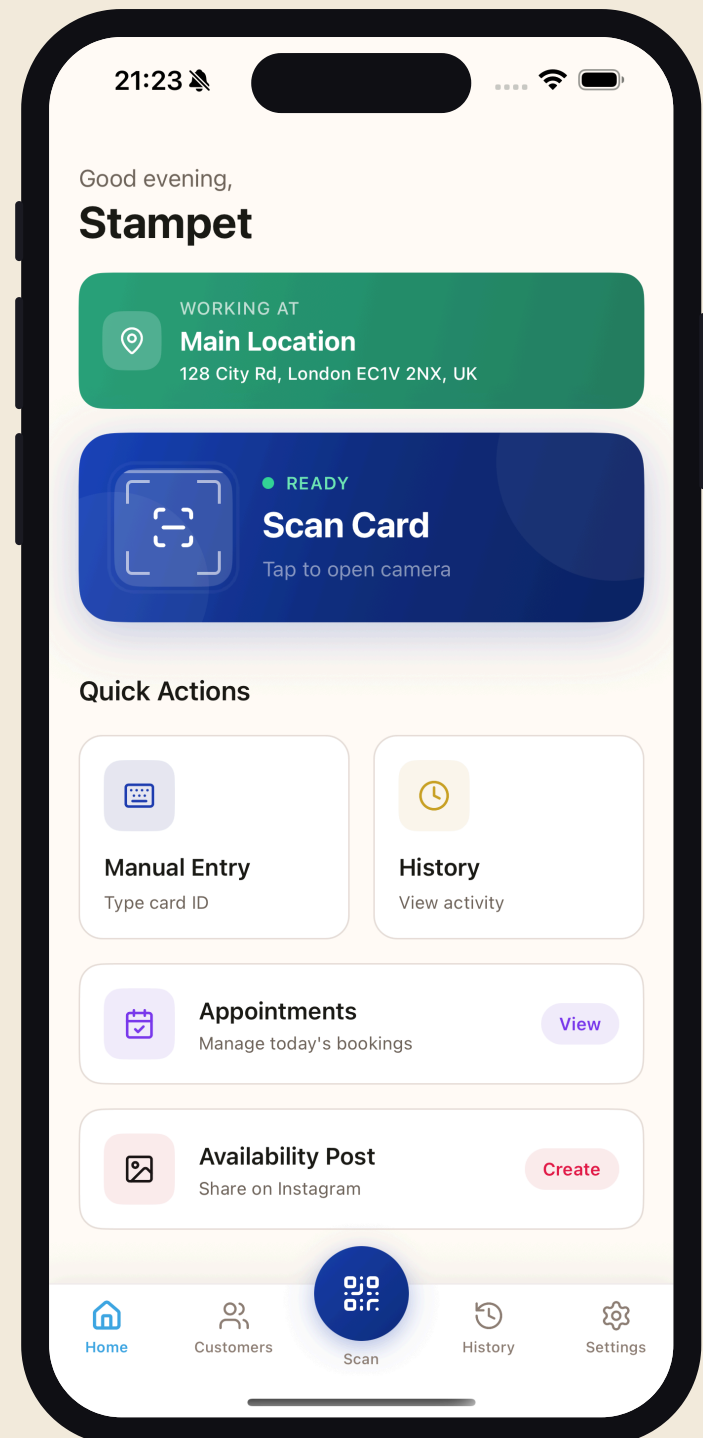 21:23
Good evening,
Stampet
WORKING AT
Main Location
128 City Rd, London EC1V 2NX, UK
READY
Scan Card
Tap to open camera
Quick Actions
Manual Entry
Type card ID
History
View activity
Appointments
Manage today's bookings
View
Availability Post
Share on Instagram
Create
Home
Customers
Scan
History
Settings